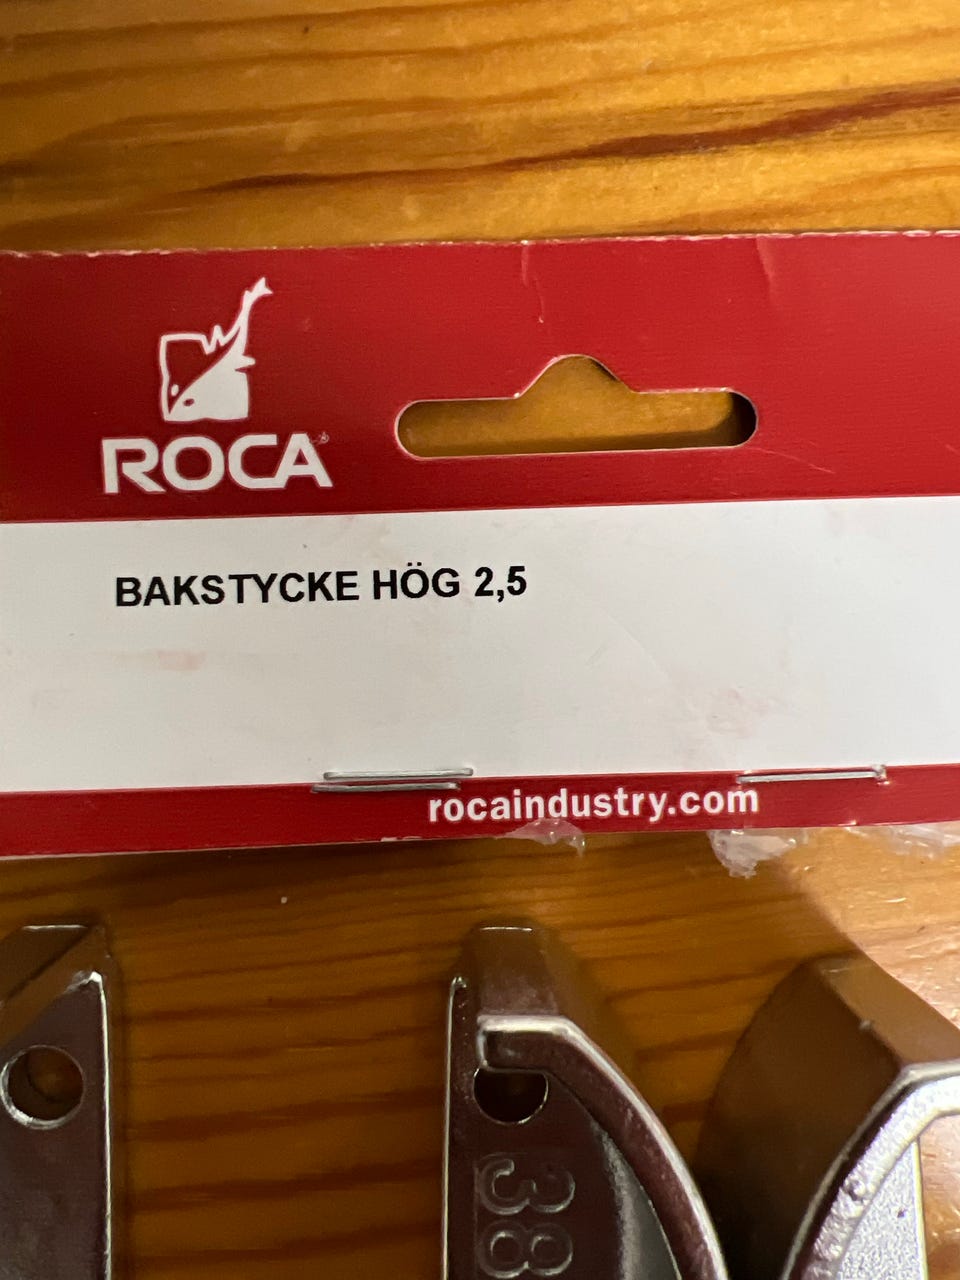 ROCA®
BAKSTYCKE HÖG 2,5
rocaindustry.com
38